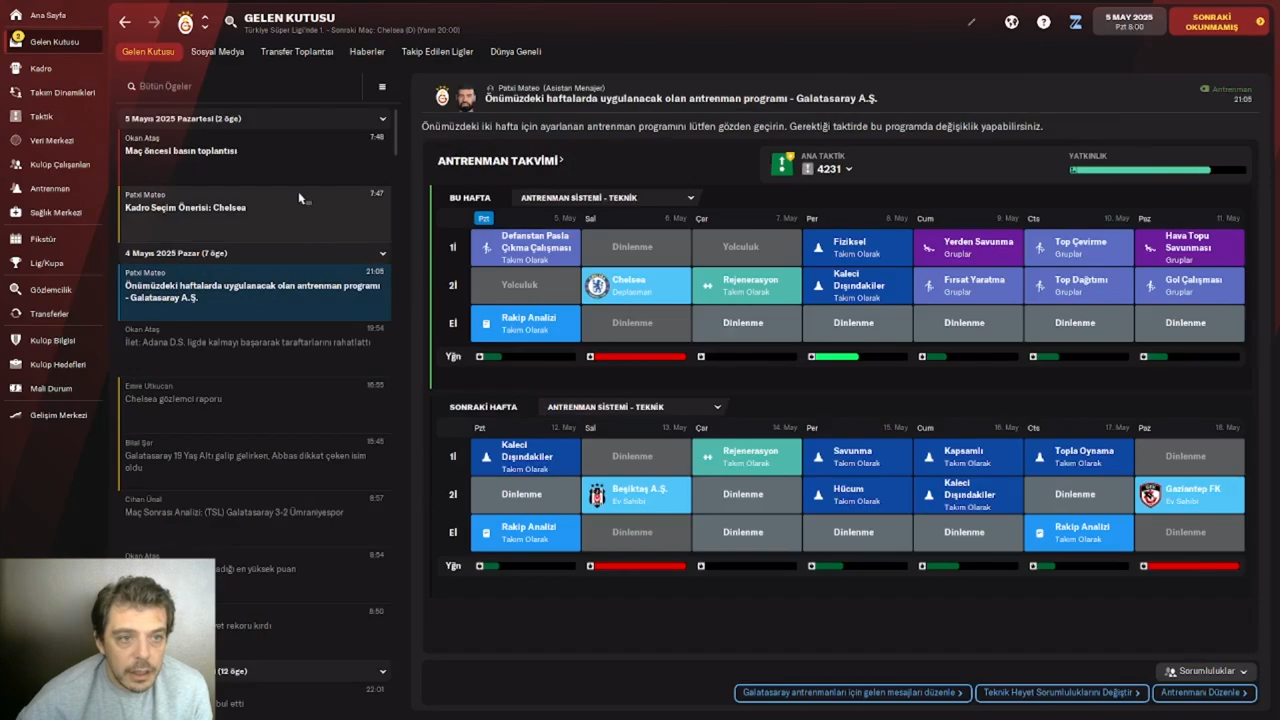 Ana Sayfa
2
Gelen Kutusu
Kadro
Takım Dinamikleri
Taktik
Veri Merkezi
Kulüp Çalışanları
Antrenman
Sağlık Merkezi
Fikstür
Lig/Kupa
Gözlemcilik
Transferler
Kulüp Bilgisi
Kulüp Hedefleri
Mali Durum
Gelişim Merkezi
GELEN KUTUSU
Türkiye Süper Ligi'nde 1. - Sonraki Maç: Chelsea (D) (Yarın 20:00)
5 MAY 2025
Pzt 8:00
SONRAKİ
OKUNMAMIŞ
Gelen Kutusu Sosyal Medya Transfer Toplantısı Haberler Takip Edilen Ligler Dünya Geneli
Bütün Ögeler
5 Mayıs 2025 Pazartesi (2 öge)
Okan Ataş 7:48
Maç öncesi basın toplantısı
Patxi Mateo 7:47
Kadro Seçim Önerisi: Chelsea
4 Mayıs 2025 Pazar (7 öge)
Patxi Mateo 21:05
Önümüzdeki haftalarda uygulanacak olan antrenman programı
- Galatasaray A.Ş.
Okan Ataş 19:54
İlet: Adana D.S. ligde kalmayı başararak taraftarlarını rahatlattı
Emre Utkucan 16:55
Chelsea gözlemci raporu
Bilal Şar 15:45
Galatasaray 19 Yaş Altı galip gelirken, Abbas dikkat çeken isim
oldu
Cihan Ünal 8:57
Maç Sonrası Analiz: (TSL) Galatasaray 3-2 Ümraniyespor
Okan Ataş 8:54
en yüksek puan
8:50
rekoru kırdı
(12 öge)
22:01
bul etti
Patxi Mateo (Asistan Menajer)
Önümüzdeki haftalarda uygulanacak olan antrenman programı - Galatasaray A.Ş.
Antrenman
21:05
Önümüzdeki iki hafta için ayarlanan antrenman programını lütfen gözden geçirin. Gerektiği taktirde bu programda değişiklik yapabilirsiniz.
ANTRENMAN TAKVİMİ
ANA TAKTİK
4231
YATKINLIK
BU HAFTA ANTRENMAN SİSTEMİ - TEKNİK
Pzt 5. May Sal 6. May Çar 7. May Per 8. May Cum 9. May Cts 10. May Paz 11. May
1İ Defanstan Pasla Çıkma Çalışması Takım Olarak Dinlenme Yolculuk Fiziksel Takım Olarak Yerden Savunma Gruplar Top Çevirme Gruplar Hava Topu Savunması Gruplar
2İ Yolculuk Chelsea Deplasman Rejenerasyon Takım Olarak Kaleci Dışındakiler Takım Olarak Fırsat Yaratma Gruplar Top Dağıtımı Gruplar Gol Çalışması Gruplar
Eİ Rakip Analizi Takım Olarak Dinlenme Dinlenme Dinlenme Dinlenme Dinlenme Dinlenme
Yğn
SONRAKİ HAFTA ANTRENMAN SİSTEMİ - TEKNİK
Pzt 12. May Sal 13. May Çar 14. May Per 15. May Cum 16. May Cts 17. May Paz 18. May
1İ Kaleci Dışındakiler Takım Olarak Dinlenme Rejenerasyon Takım Olarak Savunma Takım Olarak Kapsamlı Takım Olarak Topla Oynama Takım Olarak Dinlenme
2İ Dinlenme Beşiktaş A.Ş. Ev Sahibi Dinlenme Hücum Takım Olarak Kaleci Dışındakiler Takım Olarak Dinlenme Gaziantep FK Ev Sahibi
Eİ Rakip Analizi Takım Olarak Dinlenme Dinlenme Dinlenme Dinlenme Rakip Analizi Takım Olarak Dinlenme
Yğn
Sorumluluklar
Galatasaray antrenmanları için gelen mesajları düzenle Teknik Heyet Sorumluluklarını Değiştir Antrenmanı Düzenle